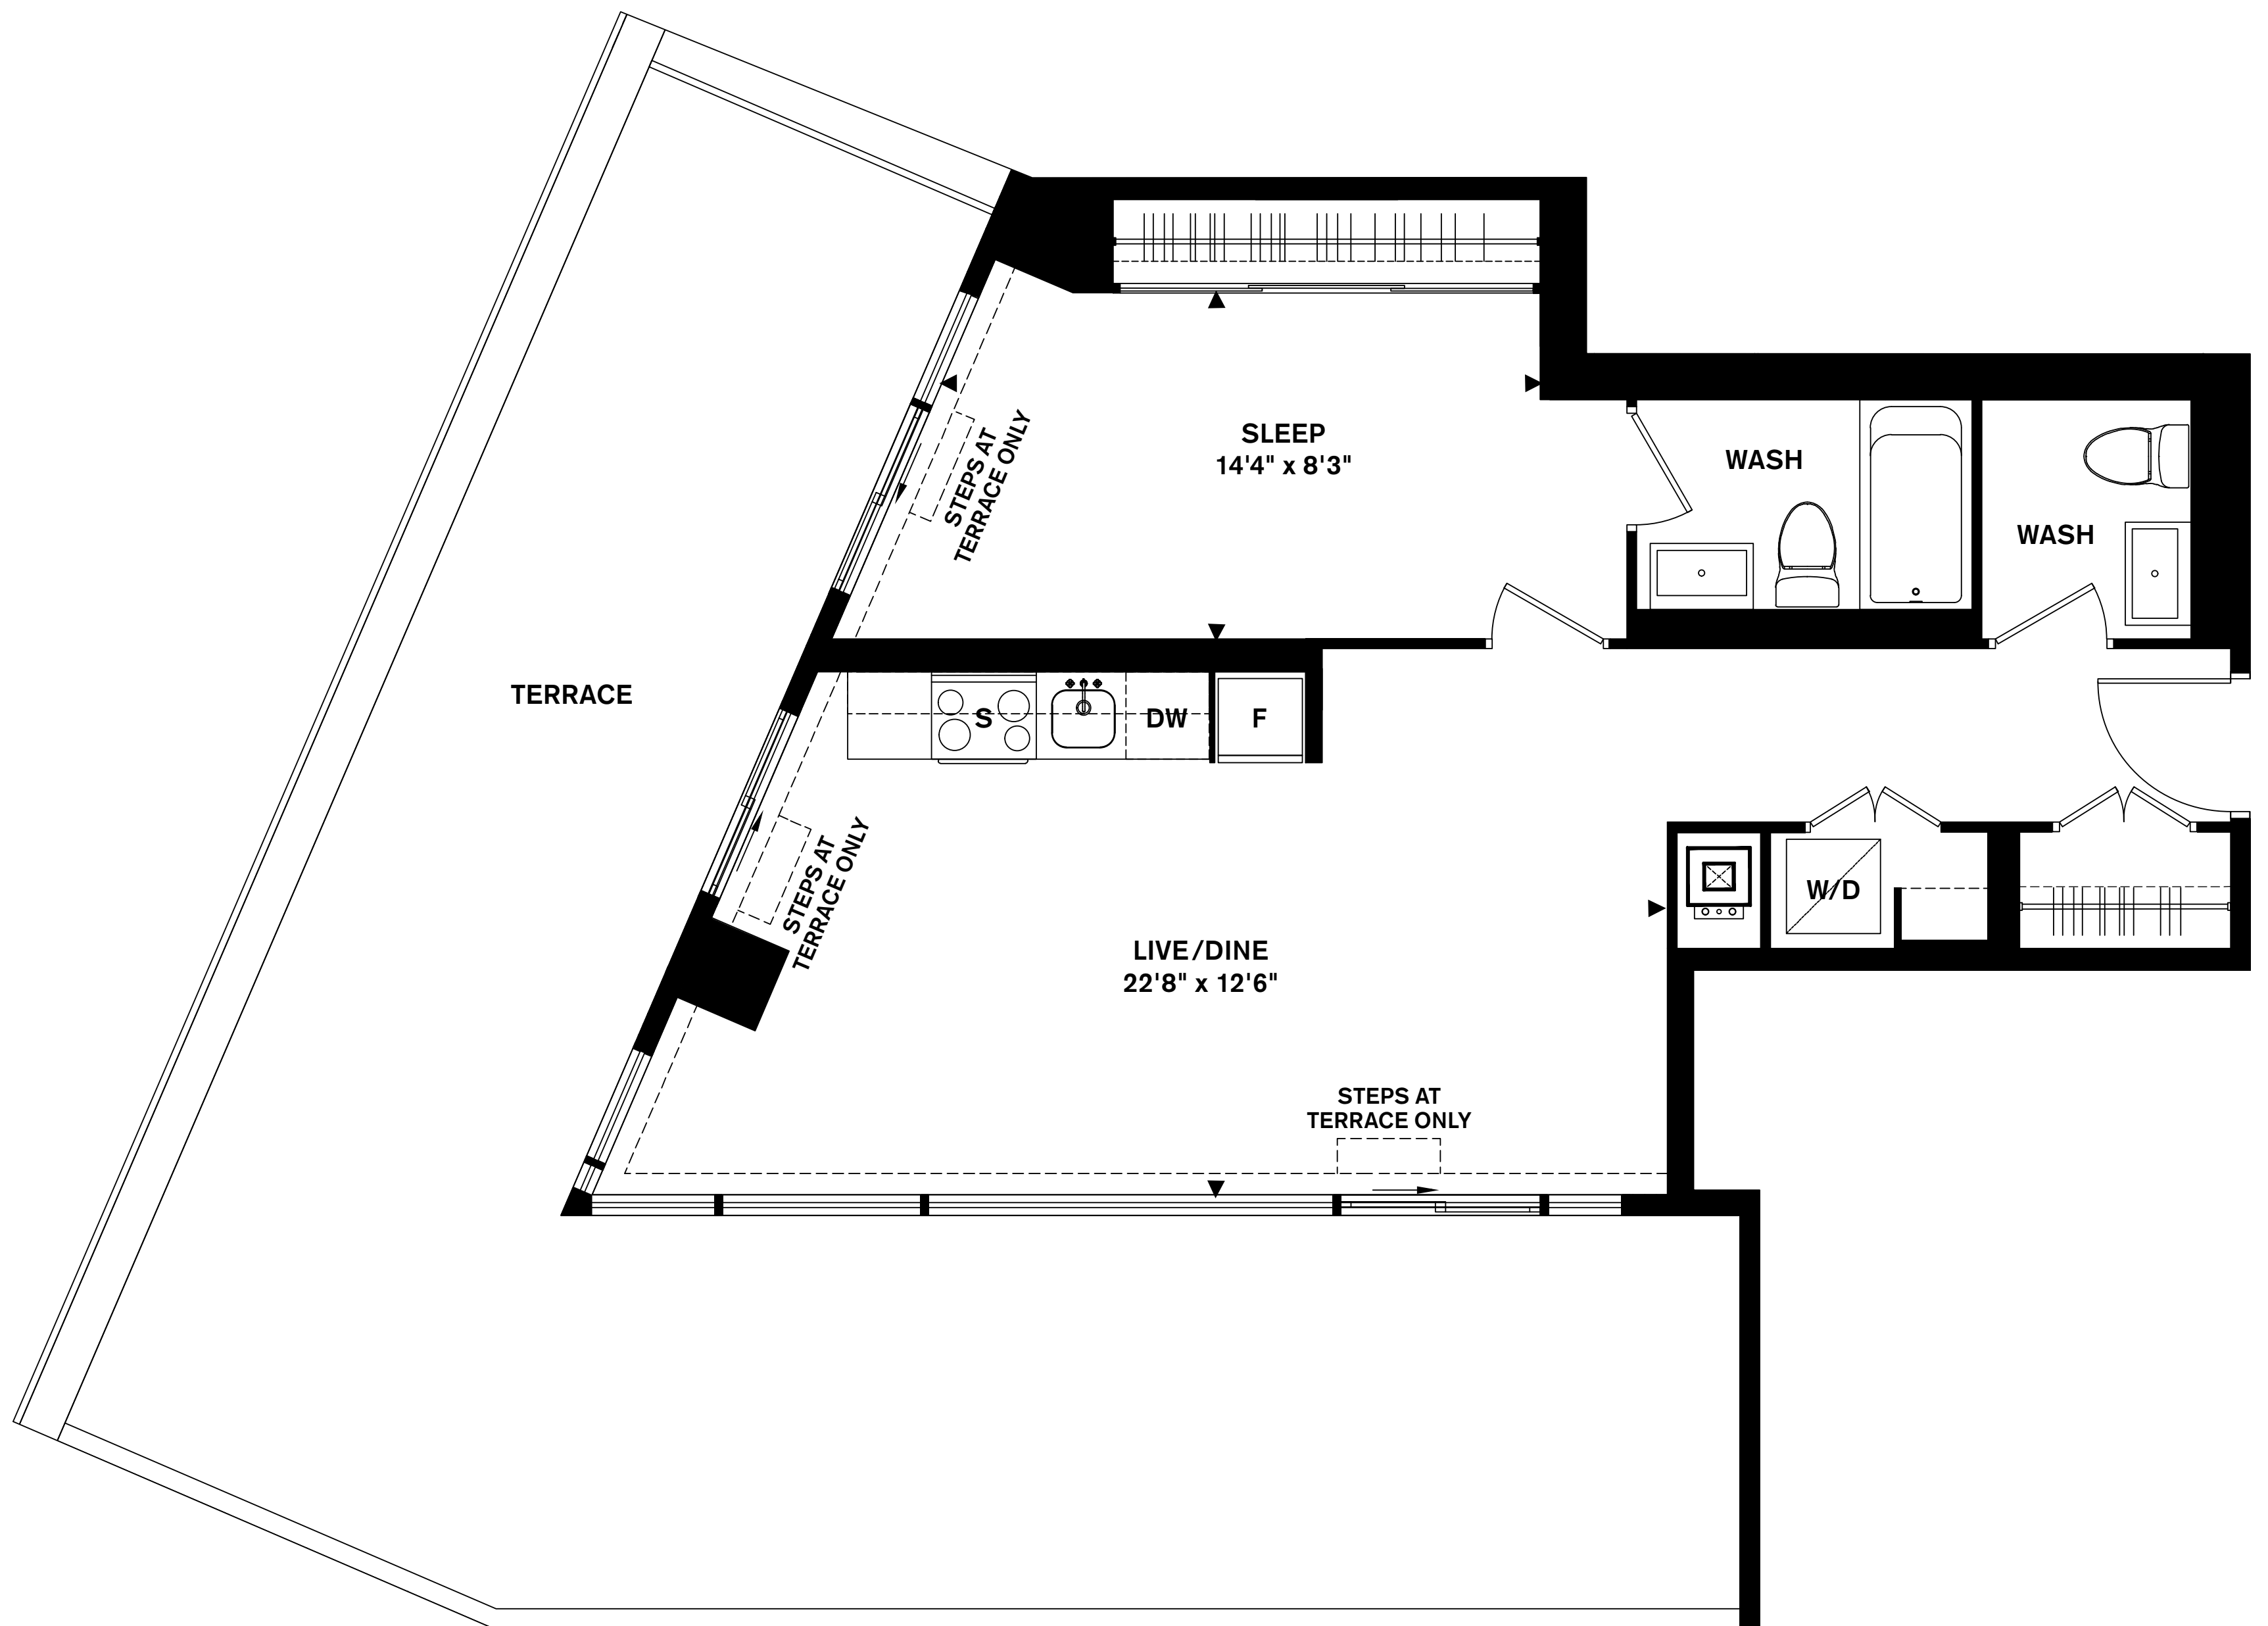 SLEEP
14'4" x 8'3"
STEPS AT
TERRACE ONLY
WASH
WASH
TERRACE
S
DW
F
STEPS AT
TERRACE ONLY
W/D
LIVE/DINE
22'8" x 12'6"
STEPS AT
TERRACE ONLY